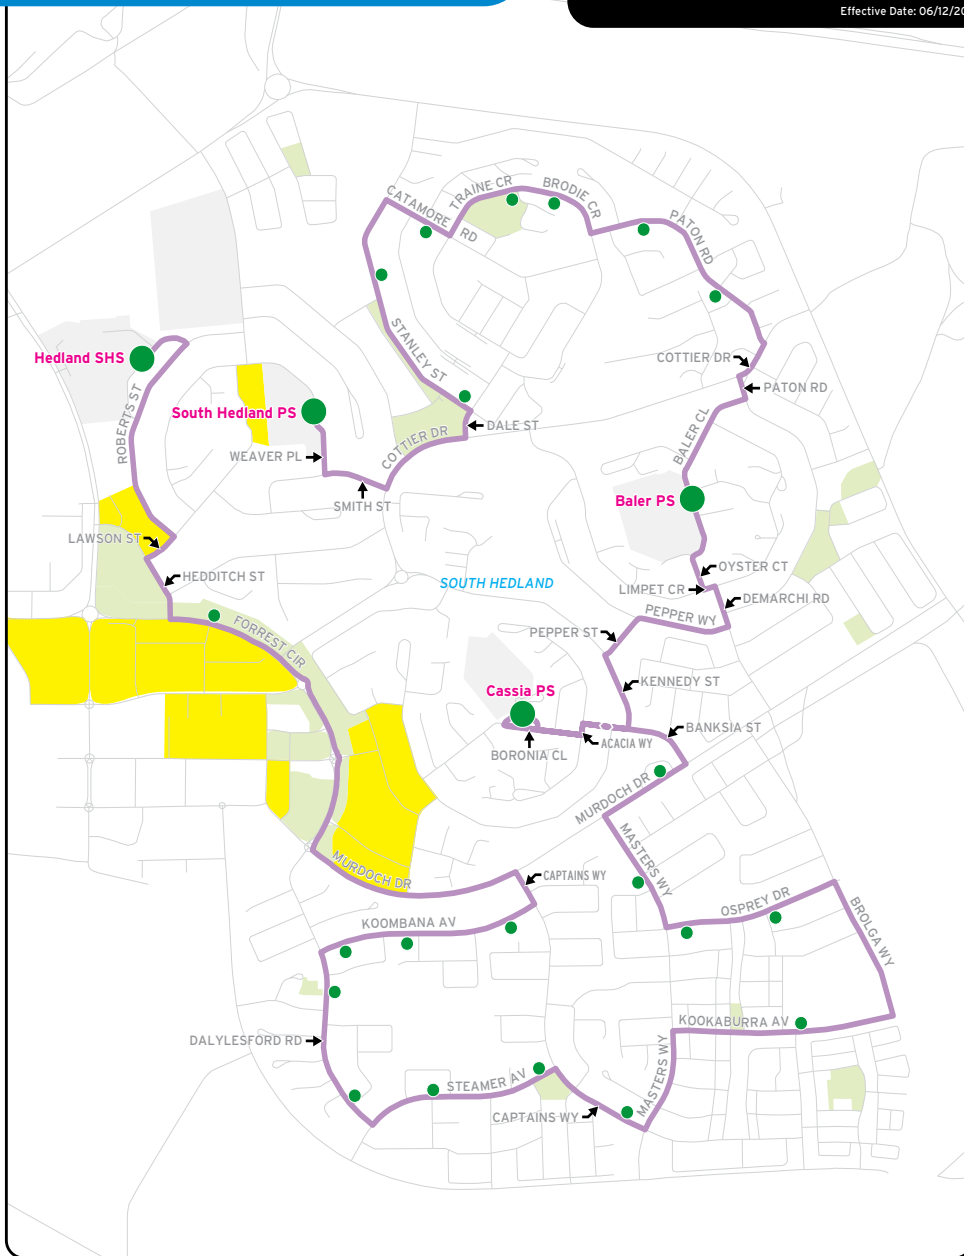 Effective Date: 06/12/20
TRAINE CR
BRODIE CR
CATAMORE RD
PATON RD
STANLEY ST
COTTIER DR
Hedland SHS
PATON RD
ROBERTS ST
South Hedland PS
BALER CL
DALE ST
COTTIER DR
WEAVER PL
SMITH ST
Baler PS
LAWSON ST
OYSTER CT
HEDDITCH ST
SOUTH HEDLAND
LIMPET CR
DEMARCHI RD
PEPPER WY
FORREST CIR
PEPPER ST
KENNEDY ST
Cassia PS
BANKSIA ST
ACACIA WY
BORONIA CL
MURDOCH DR
MASTERS WY
MURDOCH DR
CAPTAINS WY
OSPREY DR
BROLGA WY
KOOMBANA AV
KOOKABURRA AV
DALYLESFORD RD
MASTERS WY
STEAMER AV
CAPTAINS WY